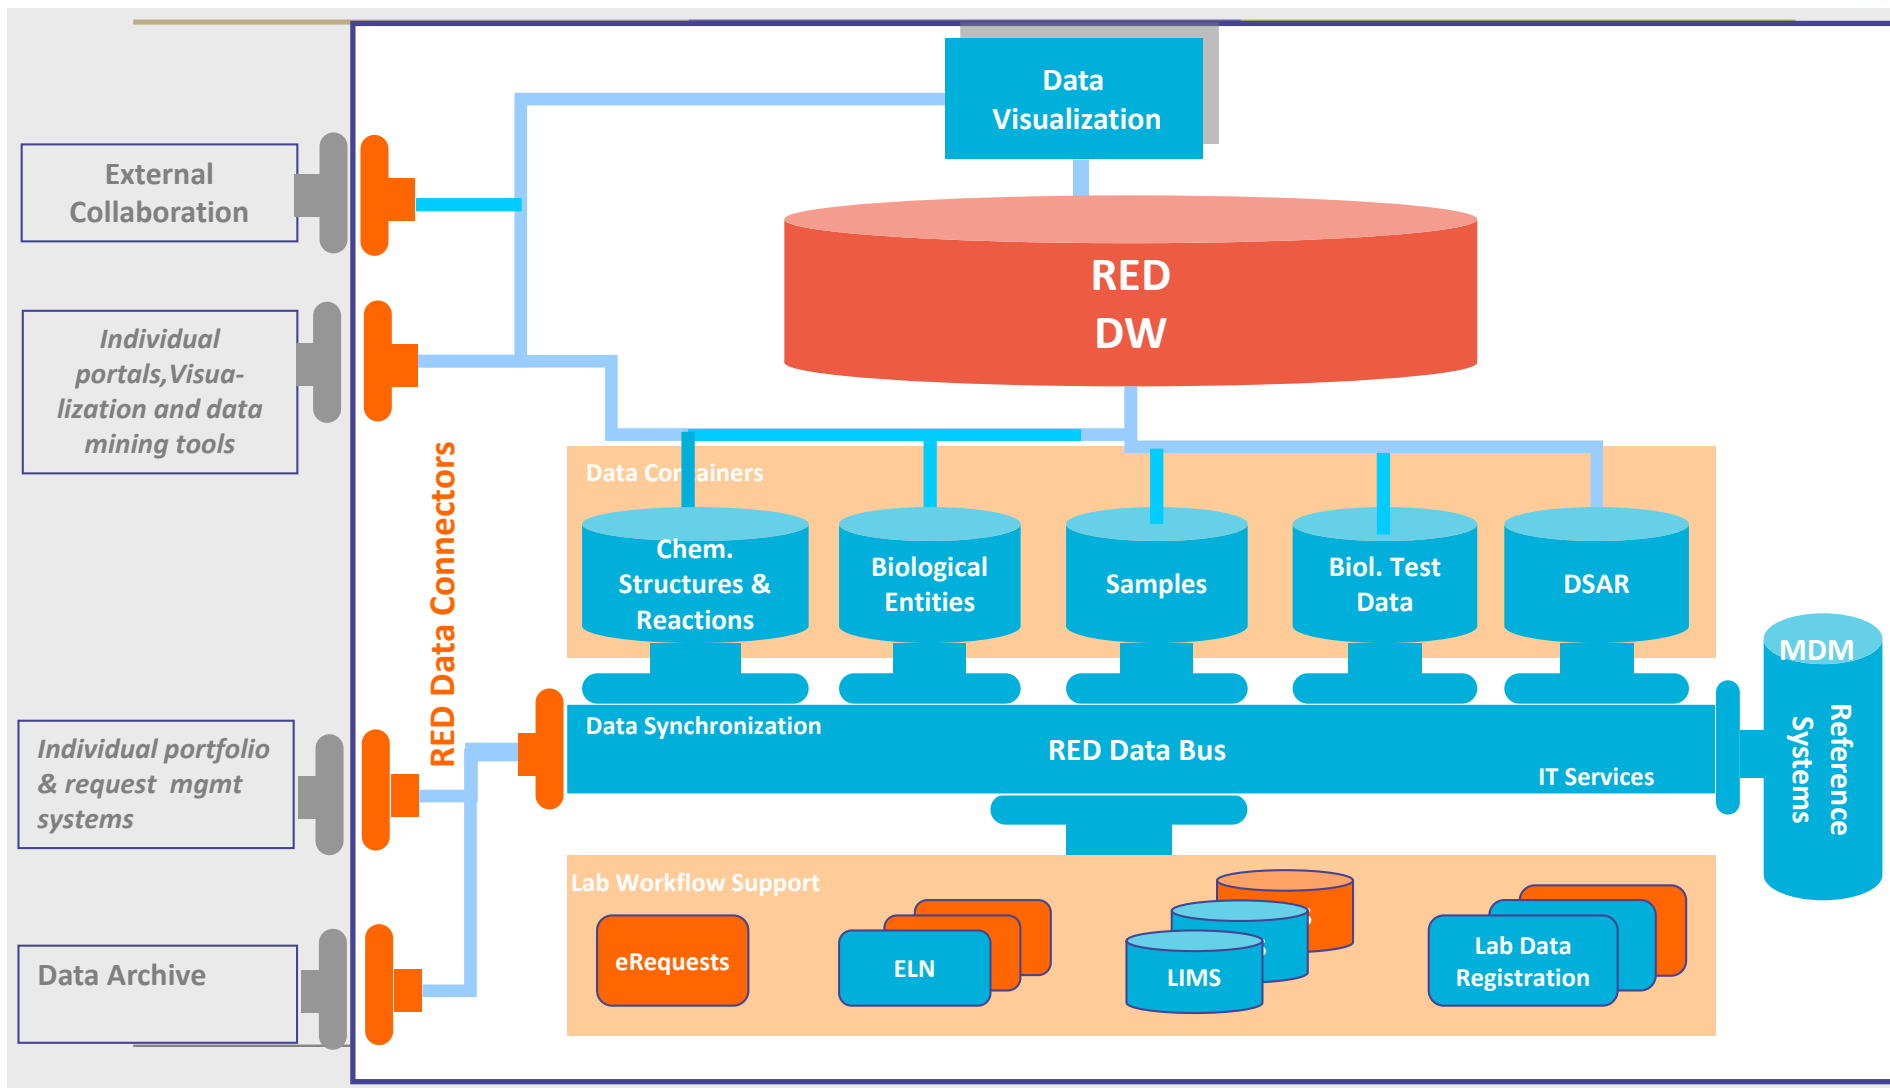 Data
Visualization
External
Collaboration
RED
DW
Individual
portals,Visua-
lization and data
mining tools
RED Data Connectors
Data Containers
Chem.
Structures &
Reactions
Biological
Entities
Samples
Biol. Test
Data
DSAR
MDM
Reference
Systems
Data Synchronization
RED Data Bus
IT Services
Individual portfolio
& request mgmt
systems
Lab Workflow Support
eRequests
ELN
LIMS
Lab Data
Registration
Data Archive